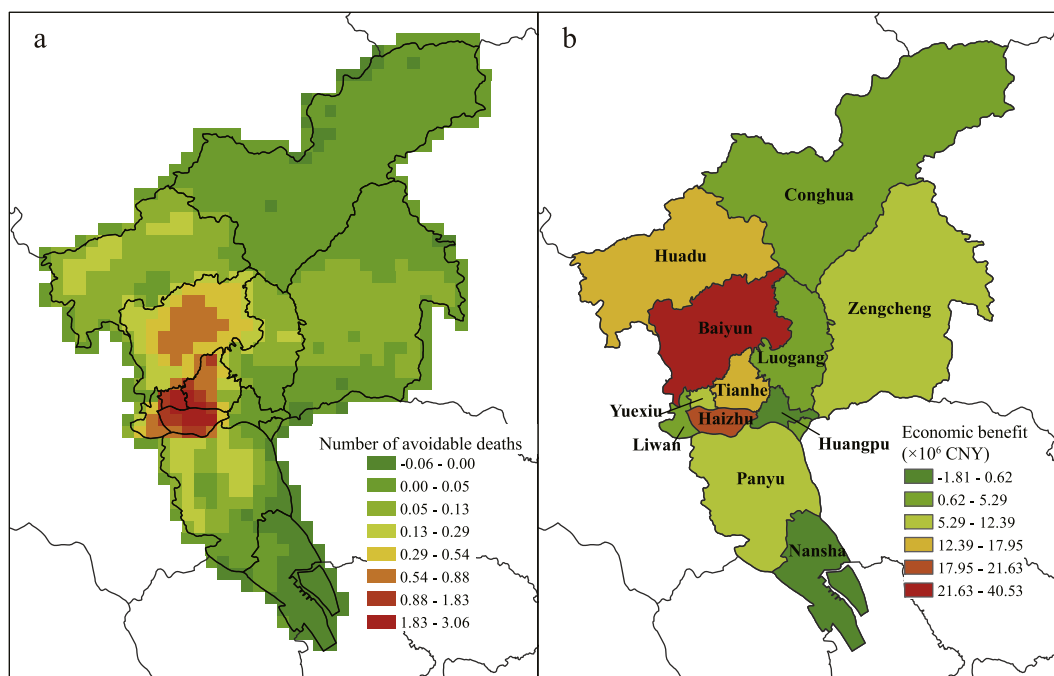 a
Number of avoidable deaths
-0.06 - 0.00
0.00 - 0.05
0.05 - 0.13
0.13 - 0.29
0.29 - 0.54
0.54 - 0.88
0.88 - 1.83
1.83 - 3.06
b
Conghua
Huadu
Zengcheng
Baiyun
Luogang
Tianhe
Yuexiu
Haizhu
Liwan
Huangpu
Panyu
Nansha
Economic benefit
(×10⁶ CNY)
-1.81 - 0.62
0.62 - 5.29
5.29 - 12.39
12.39 - 17.95
17.95 - 21.63
21.63 - 40.53